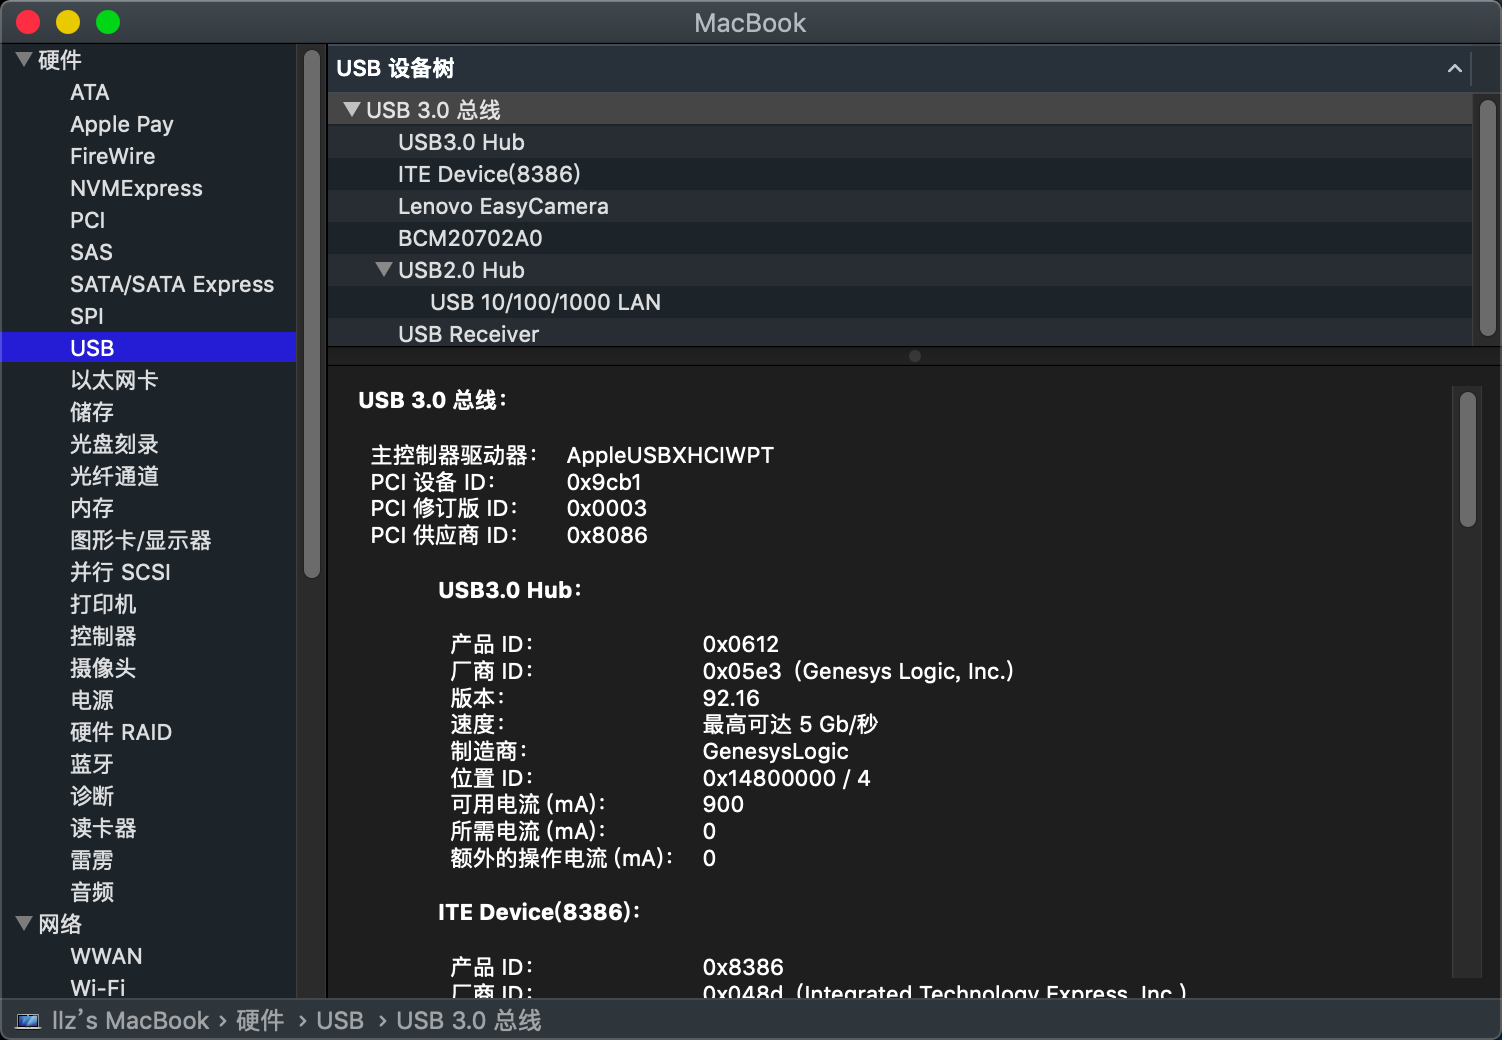 MacBook
硬件
ATA
Apple Pay
FireWire
NVMExpress
PCI
SAS
SATA/SATA Express
SPI
USB
以太网卡
储存
光盘刻录
光纤通道
内存
图形卡/显示器
并行 SCSI
打印机
控制器
摄像头
电源
硬件 RAID
蓝牙
诊断
读卡器
雷雳
音频
网络
WWAN
Wi-Fi
USB 设备树
USB 3.0 总线
USB3.0 Hub
ITE Device(8386)
Lenovo EasyCamera
BCM20702A0
USB2.0 Hub
USB 10/100/1000 LAN
USB Receiver
USB 3.0 总线：
主控制器驱动器： AppleUSBXHCIWPT
PCI 设备 ID： 0x9cb1
PCI 修订版 ID： 0x0003
PCI 供应商 ID： 0x8086
USB3.0 Hub：
产品 ID： 0x0612
厂商 ID： 0x05e3（Genesys Logic, Inc.）
版本： 92.16
速度： 最高可达 5 Gb/秒
制造商： GenesysLogic
位置 ID： 0x14800000 / 4
可用电流 (mA)： 900
所需电流 (mA)： 0
额外的操作电流 (mA)： 0
ITE Device(8386)：
产品 ID： 0x8386
厂商 ID： 0x048d（Integrated Technology Express, Inc.）
llz’s MacBook › 硬件 › USB › USB 3.0 总线